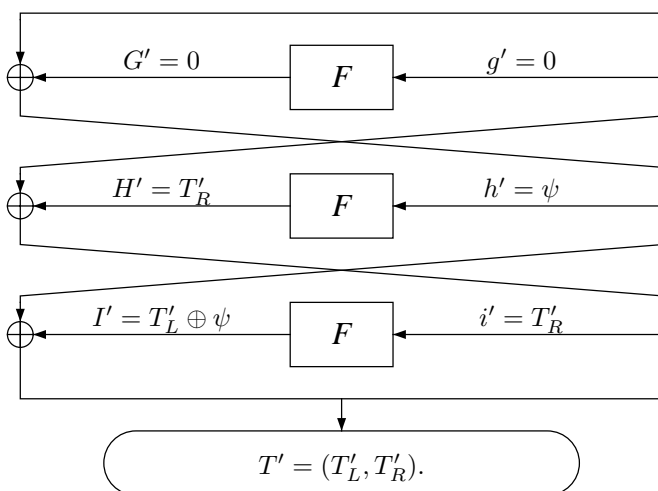 G′ = 0 F g′ = 0
H′ = T′_R F h′ = ψ
I′ = T′_L ⊕ ψ F i′ = T′_R
T′ = (T′_L, T′_R).